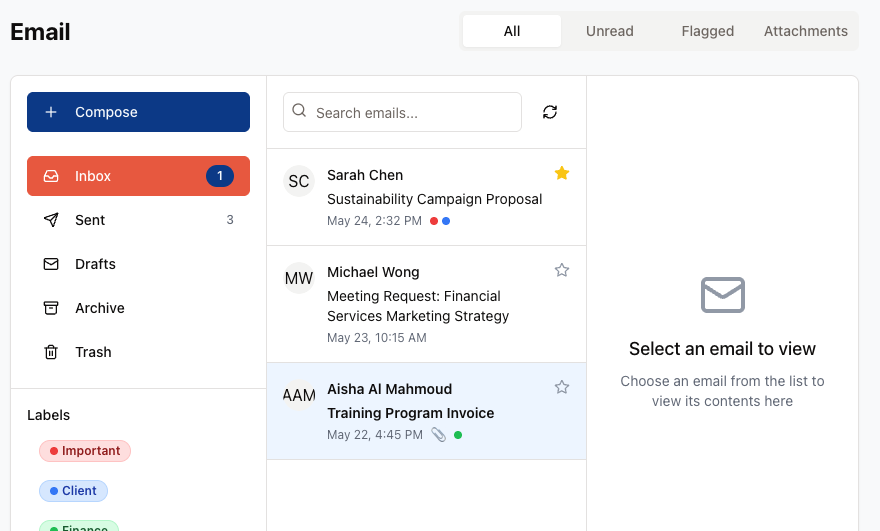 Email
All
Unread
Flagged
Attachments
Compose
Inbox
1
Sent
3
Drafts
Archive
Trash
Labels
Important
Client
Finance
Search emails...
SC
Sarah Chen
Sustainability Campaign Proposal
May 24, 2:32 PM
MW
Michael Wong
Meeting Request: Financial
Services Marketing Strategy
May 23, 10:15 AM
AAM
Aisha Al Mahmoud
Training Program Invoice
May 22, 4:45 PM
Select an email to view
Choose an email from the list to
view its contents here